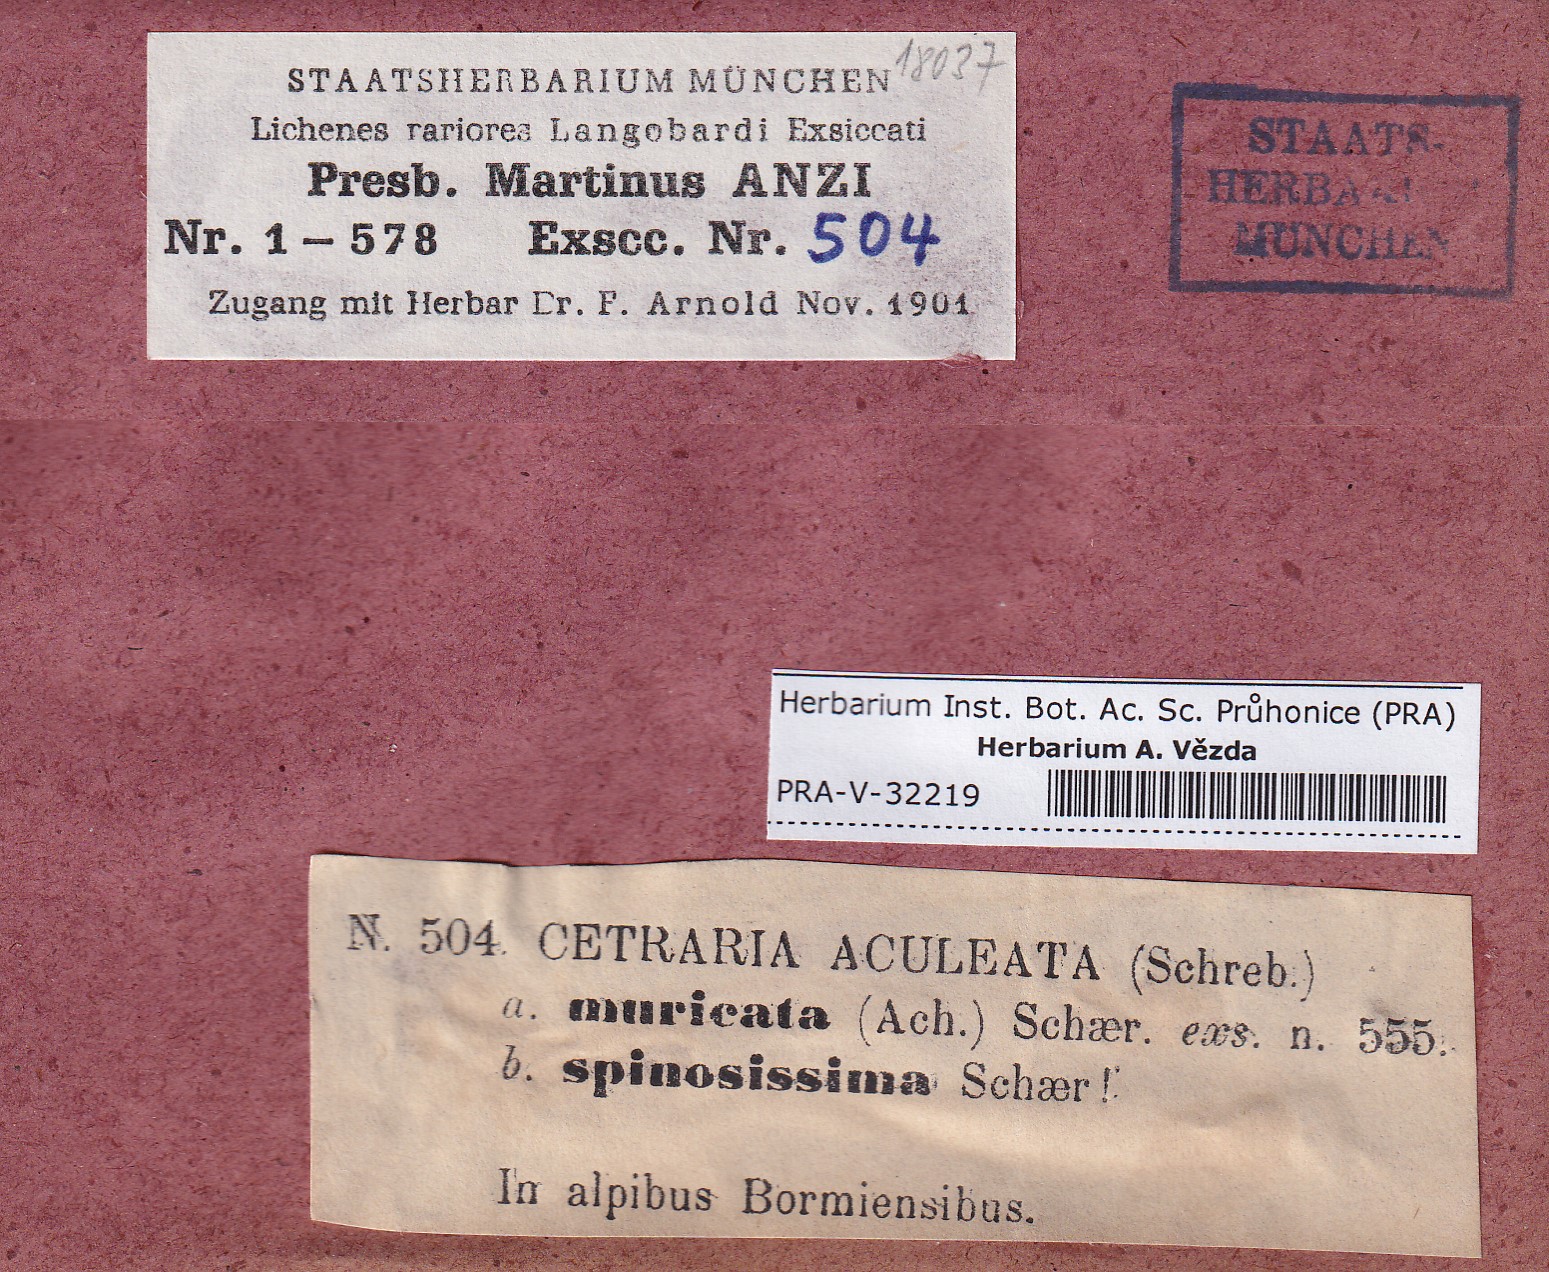 18037
STAATSHERBARIUM MÜNCHEN
Lichenes rariores Langobardi Exsiccati
Presb. Martinus ANZI
Nr. 1 – 578 Exscc. Nr. 504
Zugang mit Herbar Dr. F. Arnold Nov. 1901
STAATS-
HERBARIUM
MÜNCHEN
Herbarium Inst. Bot. Ac. Sc. Průhonice (PRA)
Herbarium A. Vězda
PRA-V-32219
N. 504. CETRARIA ACULEATA (Schreb.)
a. muricata (Ach.) Schær. exs. n. 555.
b. spinosissima Schær!
In alpibus Bormiensibus.